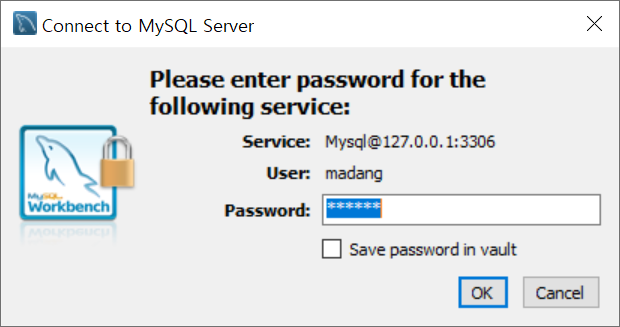 Connect to MySQL Server
Please enter password for the
following service:
Service: Mysql@127.0.0.1:3306
User: madang
Password: ******
MySQL
Workbench
Save password in vault
OK Cancel